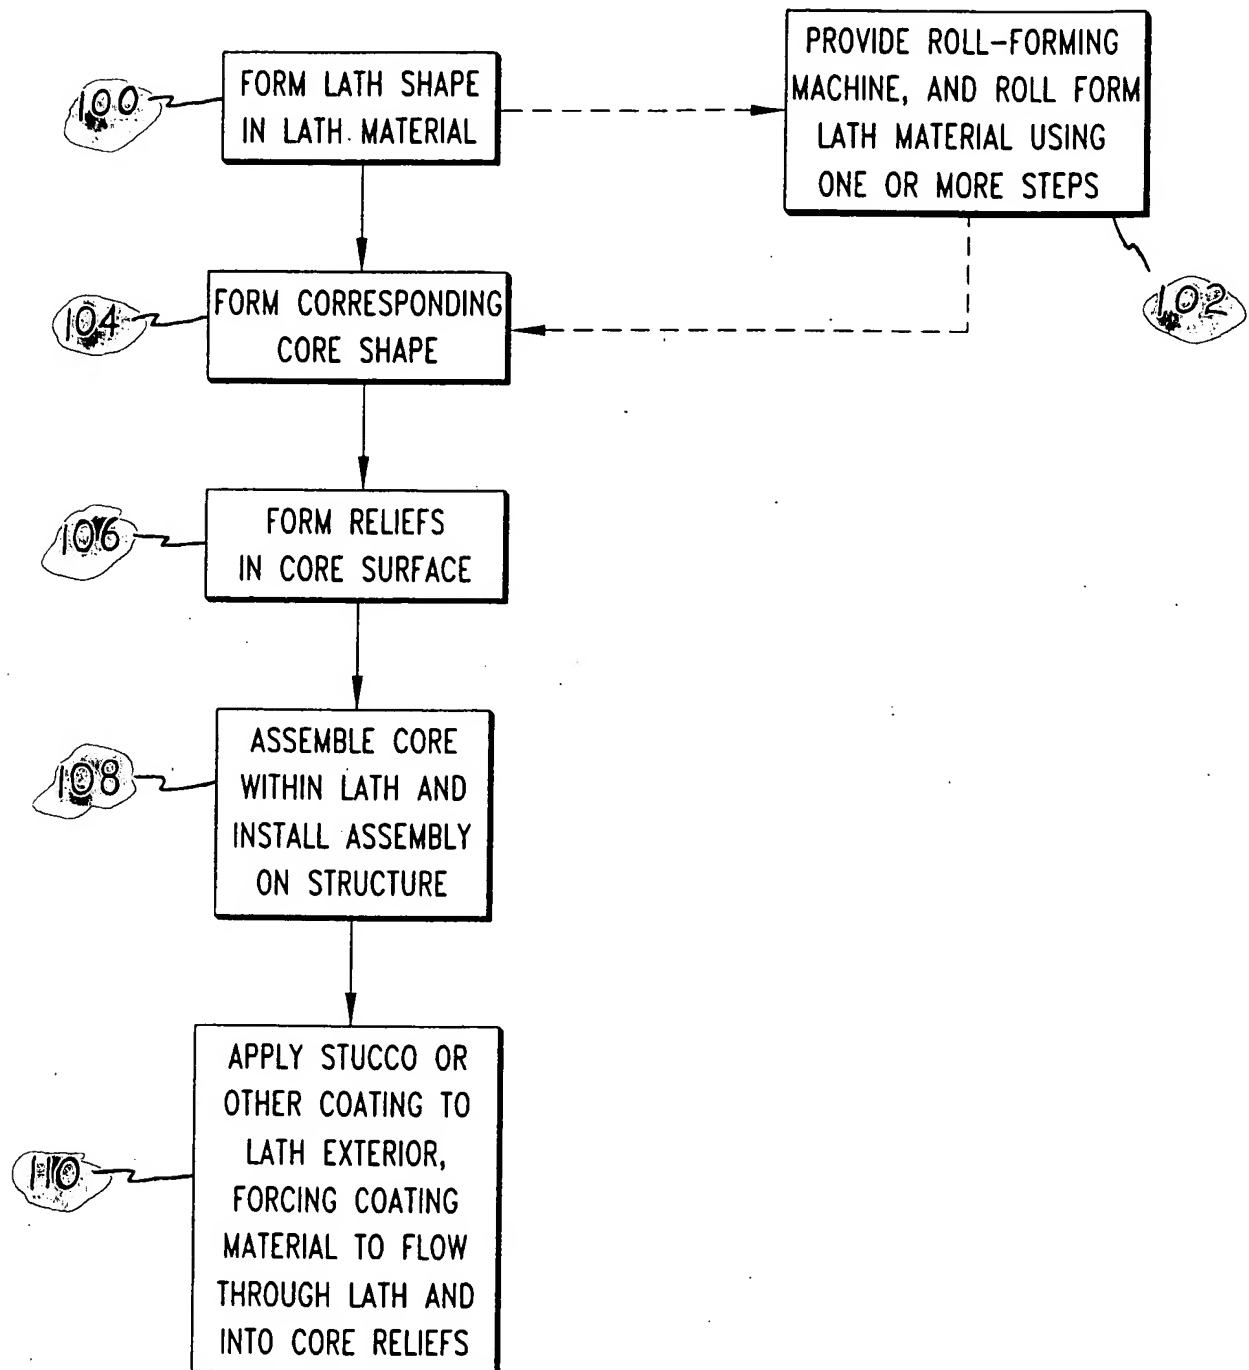 100
FORM LATH SHAPE
IN LATH MATERIAL
PROVIDE ROLL-FORMING
MACHINE, AND ROLL FORM
LATH MATERIAL USING
ONE OR MORE STEPS
102
104
FORM CORRESPONDING
CORE SHAPE
106
FORM RELIEFS
IN CORE SURFACE
108
ASSEMBLE CORE
WITHIN LATH AND
INSTALL ASSEMBLY
ON STRUCTURE
110
APPLY STUCCO OR
OTHER COATING TO
LATH EXTERIOR,
FORCING COATING
MATERIAL TO FLOW
THROUGH LATH AND
INTO CORE RELIEFS